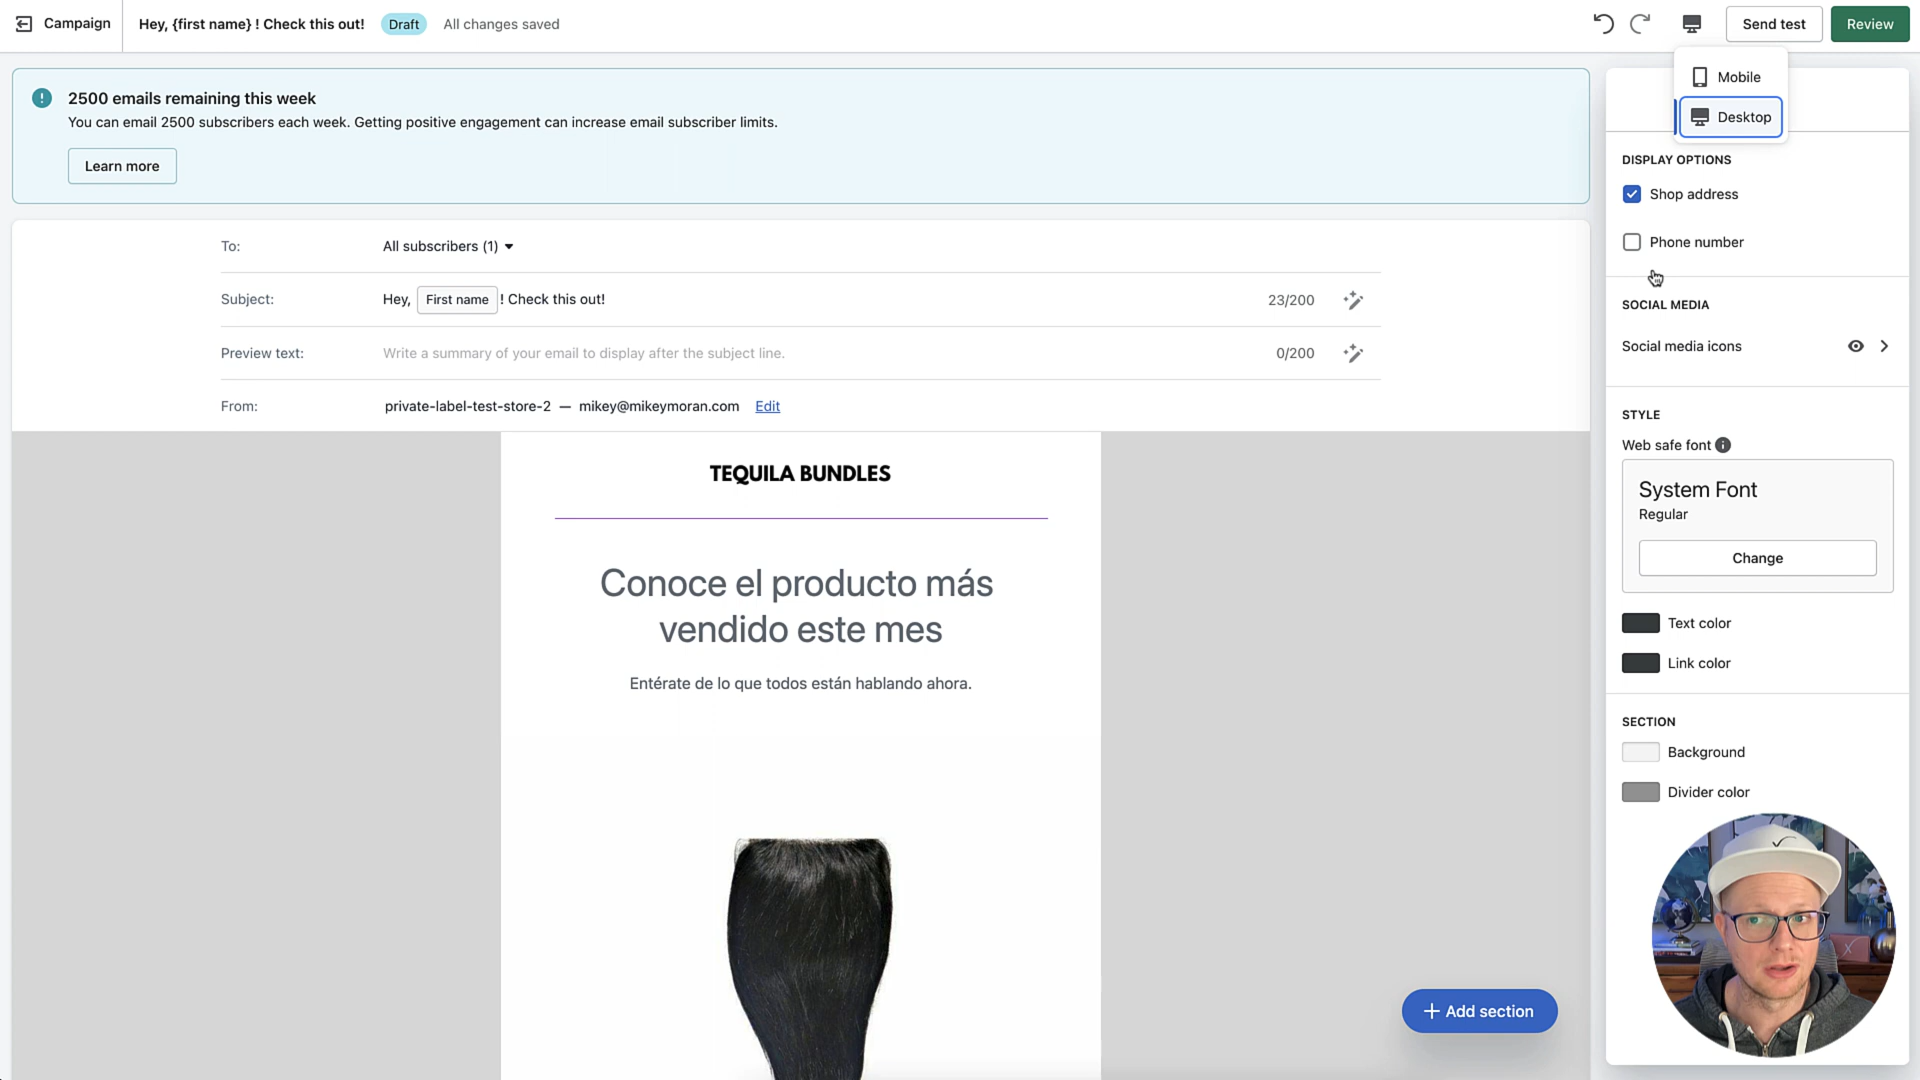 Campaign
Hey, {first name} ! Check this out!
Draft
All changes saved
Send test
Review
Mobile
Desktop
2500 emails remaining this week
You can email 2500 subscribers each week. Getting positive engagement can increase email subscriber limits.
Learn more
To:
All subscribers (1)
Subject:
Hey, First name ! Check this out!
23/200
Preview text:
Write a summary of your email to display after the subject line.
0/200
From:
private-label-test-store-2 — mikey@mikeymoran.com Edit
TEQUILA BUNDLES
Conoce el producto más
vendido este mes
Entérate de lo que todos están hablando ahora.
+ Add section
DISPLAY OPTIONS
Shop address
Phone number
SOCIAL MEDIA
Social media icons
STYLE
Web safe font
System Font
Regular
Change
Text color
Link color
SECTION
Background
Divider color